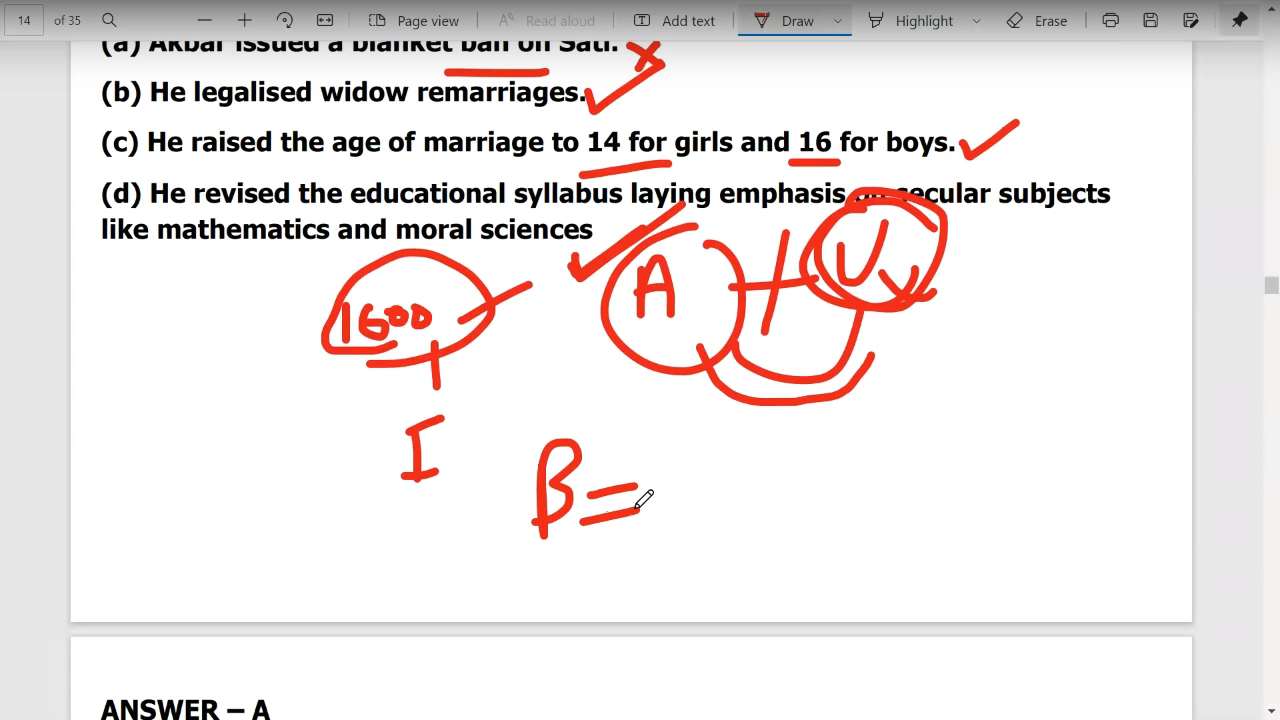 14 of 35 Page view Read aloud Add text Draw Highlight Erase
(a) Akbar issued a blanket ban on Sati.
(b) He legalised widow remarriages.
(c) He raised the age of marriage to 14 for girls and 16 for boys.
(d) He revised the educational syllabus laying emphasis on secular subjects
like mathematics and moral sciences
A
1600
I
B=
ANSWER – A